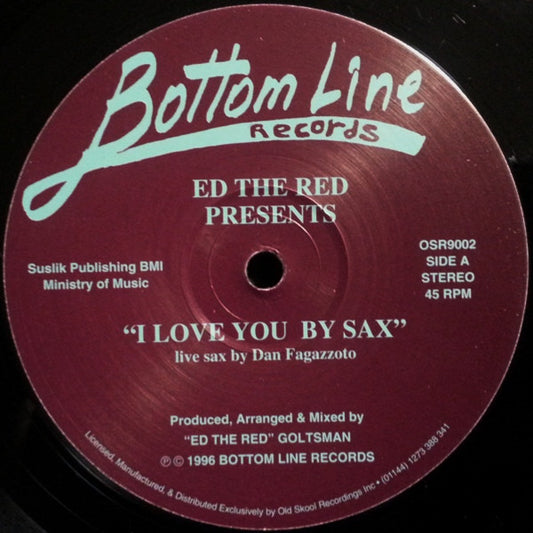 Bottom Line
Records
ED THE RED
PRESENTS
Suslik Publishing BMI
Ministry of Music
OSR9002
SIDE A
STEREO
45 RPM
“I LOVE YOU BY SAX”
live sax by Dan Fagazzoto
Produced, Arranged & Mixed by
“ED THE RED” GOLTSMAN
℗ © 1996 BOTTOM LINE RECORDS
Licensed, Manufactured, & Distributed Exclusively by Old Skool Recordings Inc • (01144) 1273 388 341